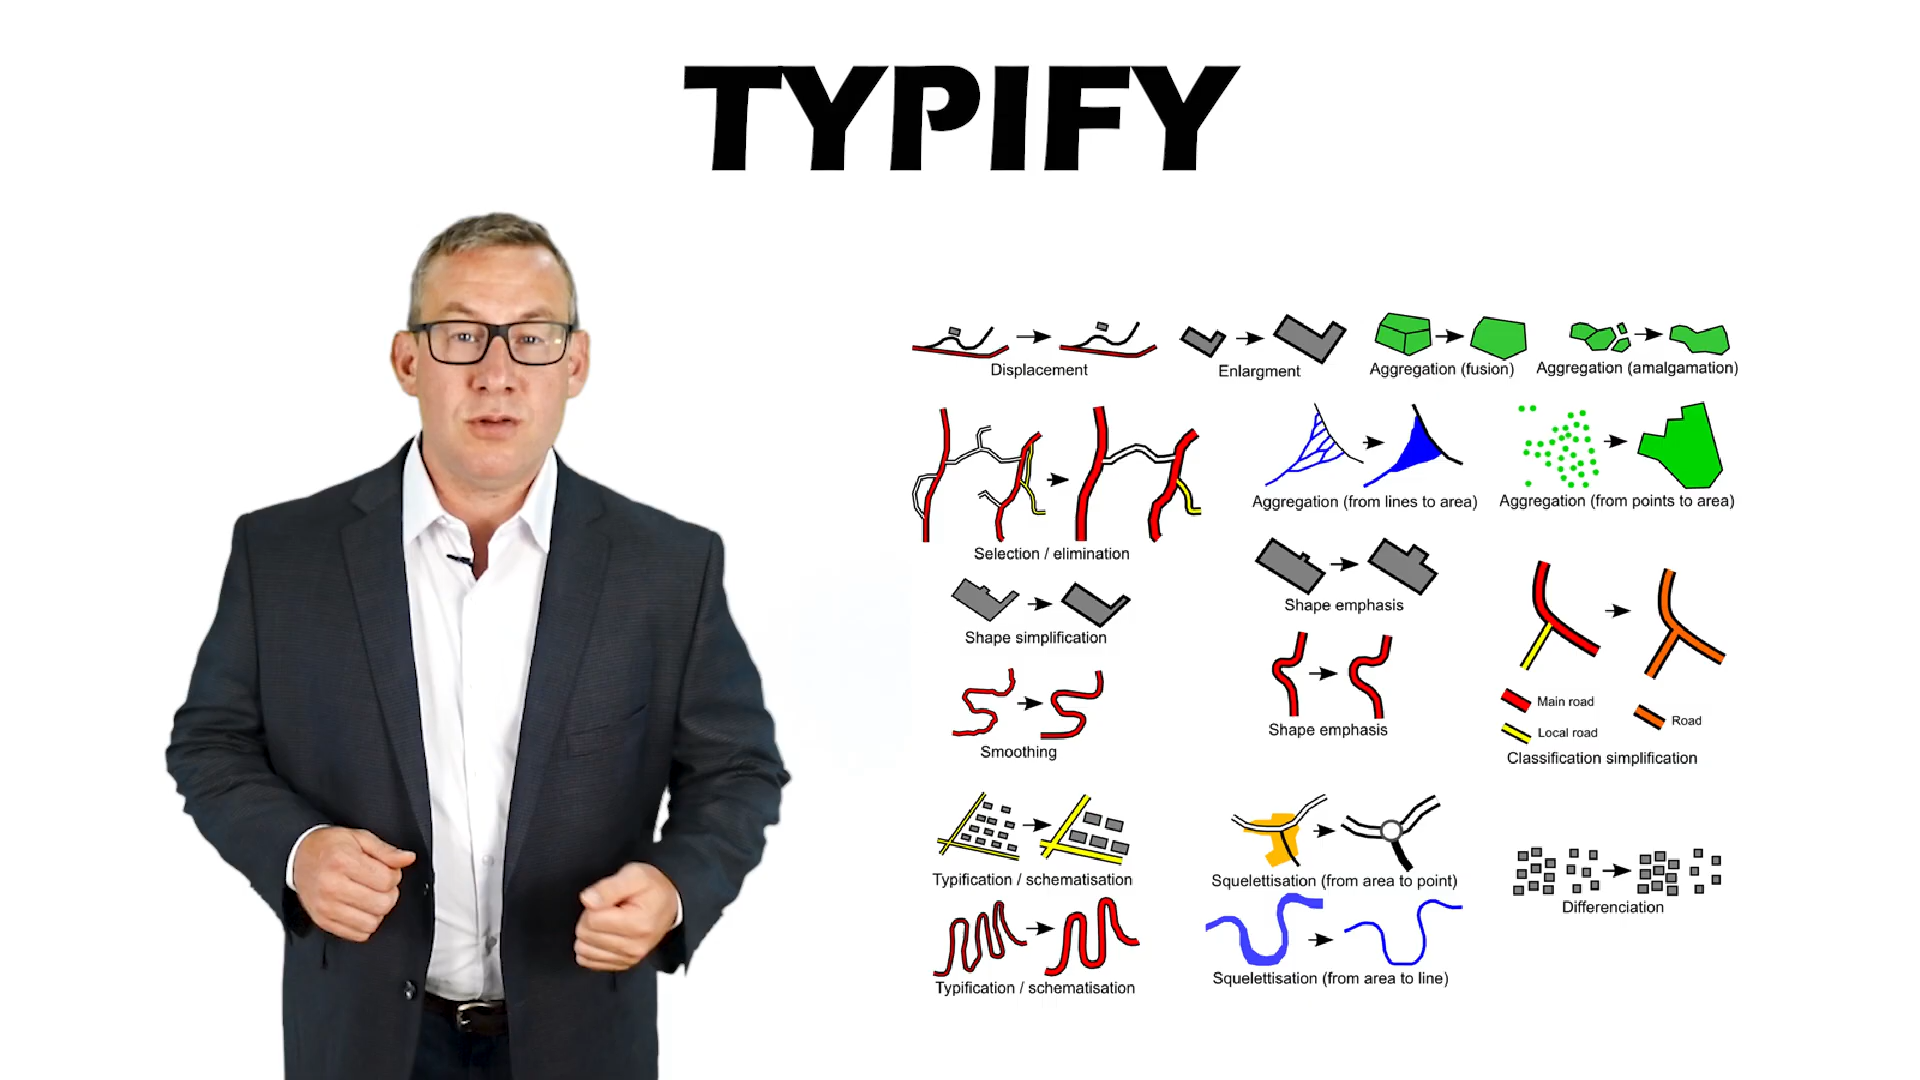 TYPIFY
Displacement
Enlargment
Aggregation (fusion)
Aggregation (amalgamation)
Selection / elimination
Aggregation (from lines to area)
Aggregation (from points to area)
Shape simplification
Shape emphasis
Smoothing
Shape emphasis
Main road
Local road
Road
Classification simplification
Typification / schematisation
Squelettisation (from area to point)
Differenciation
Typification / schematisation
Squelettisation (from area to line)